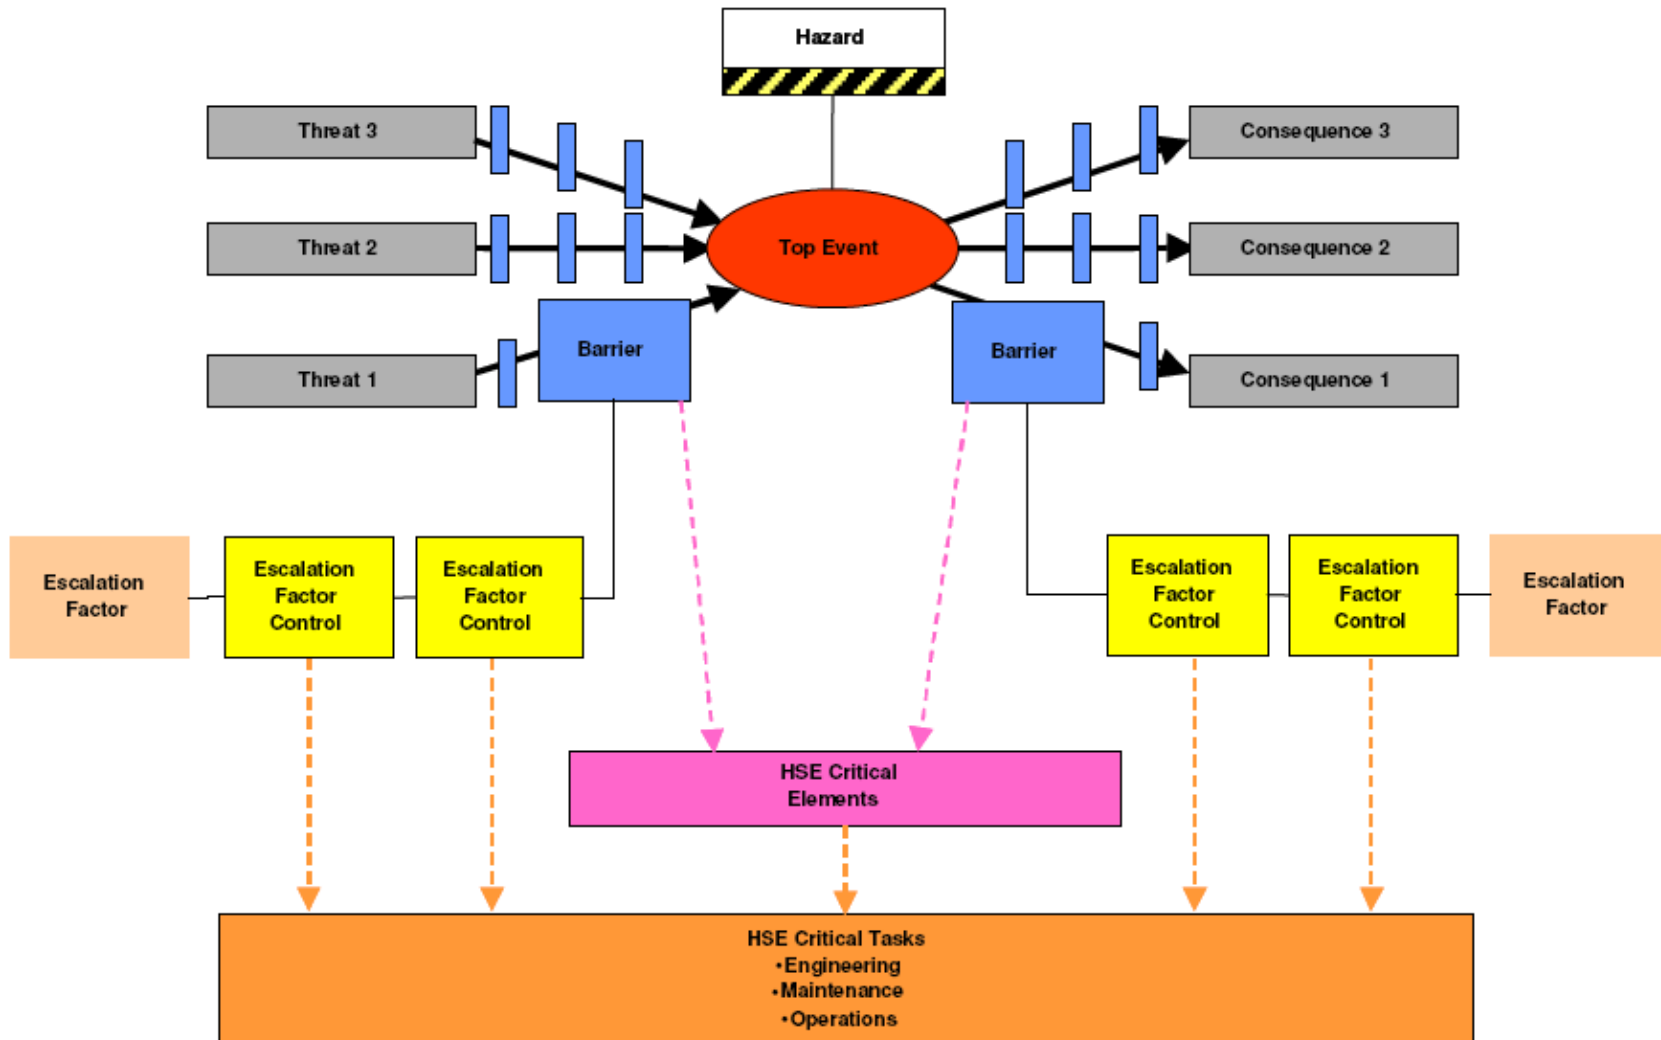 Hazard
Threat 3
Consequence 3
Threat 2
Top Event
Consequence 2
Barrier
Barrier
Threat 1
Consequence 1
Escalation
Factor
Escalation
Factor
Control
Escalation
Factor
Control
Escalation
Factor
Control
Escalation
Factor
Control
Escalation
Factor
HSE Critical
Elements
HSE Critical Tasks
•Engineering
•Maintenance
•Operations